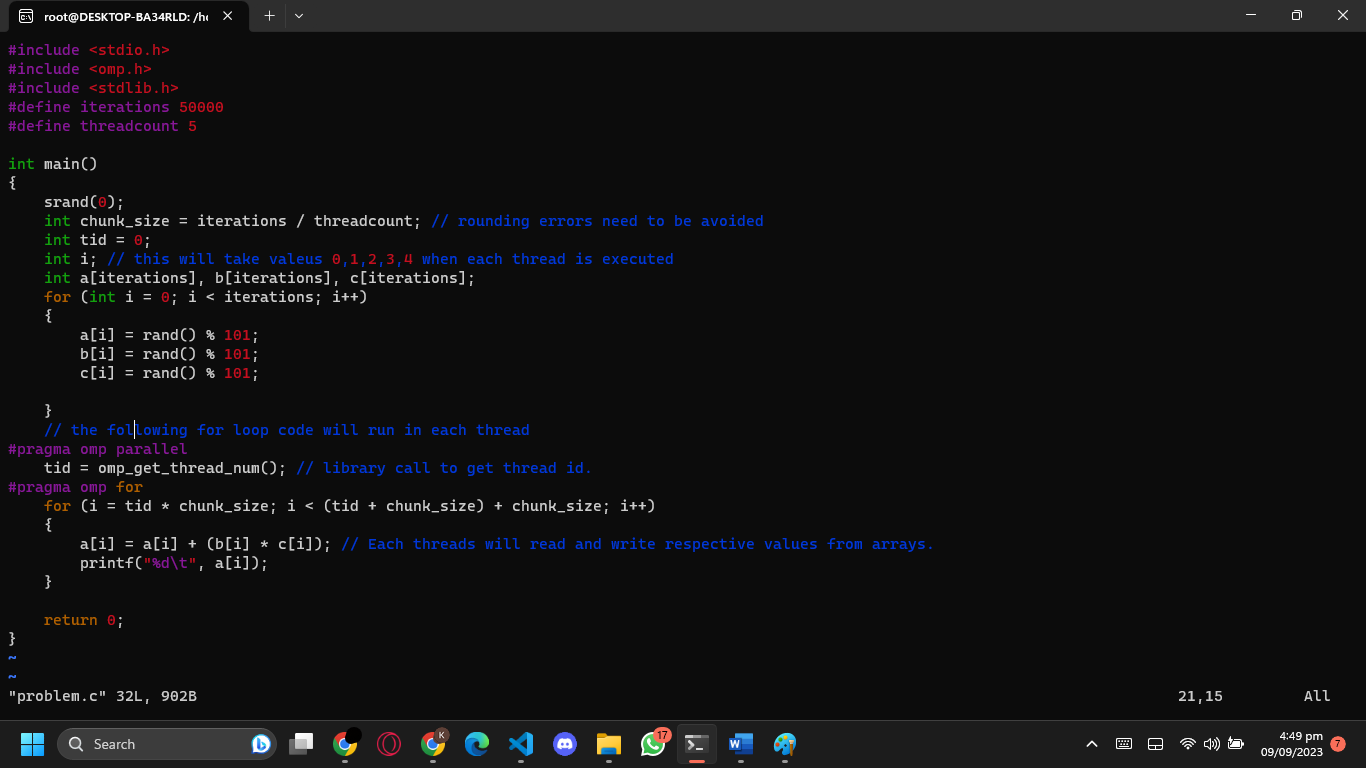 root@DESKTOP-BA34RLD: /h
#include <stdio.h>
#include <omp.h>
#include <stdlib.h>
#define iterations 50000
#define threadcount 5
int main()
{
    srand(0);
    int chunk_size = iterations / threadcount; // rounding errors need to be avoided
    int tid = 0;
    int i; // this will take valeus 0,1,2,3,4 when each thread is executed
    int a[iterations], b[iterations], c[iterations];
    for (int i = 0; i < iterations; i++)
    {
        a[i] = rand() % 101;
        b[i] = rand() % 101;
        c[i] = rand() % 101;
    }
    // the following for loop code will run in each thread
#pragma omp parallel
    tid = omp_get_thread_num(); // library call to get thread id.
#pragma omp for
    for (i = tid * chunk_size; i < (tid + chunk_size) + chunk_size; i++)
    {
        a[i] = a[i] + (b[i] * c[i]); // Each threads will read and write respective values from arrays.
        printf("%d\t", a[i]);
    }
    return 0;
}
~
~
"problem.c" 32L, 902B 21,15 All
Search
K
17
W
4:49 pm
09/09/2023
7